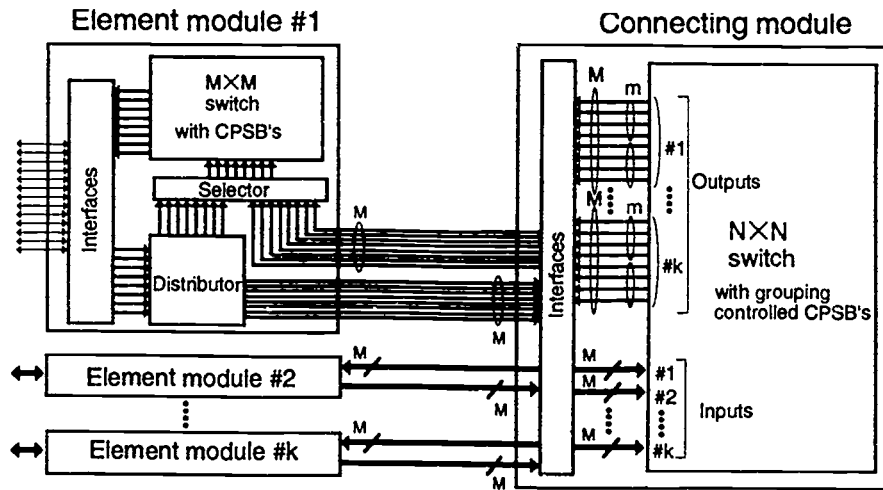 Element module #1
Connecting module
M×M
switch
with CPSB's
Interfaces
Selector
Distributor
M
M
Interfaces
M
m
#1
Outputs
M
m
#k
N×N
switch
with grouping
controlled CPSB's
Element module #2
M
M
M
#1
M
#2
Inputs
Element module #k
M
M
M
#k